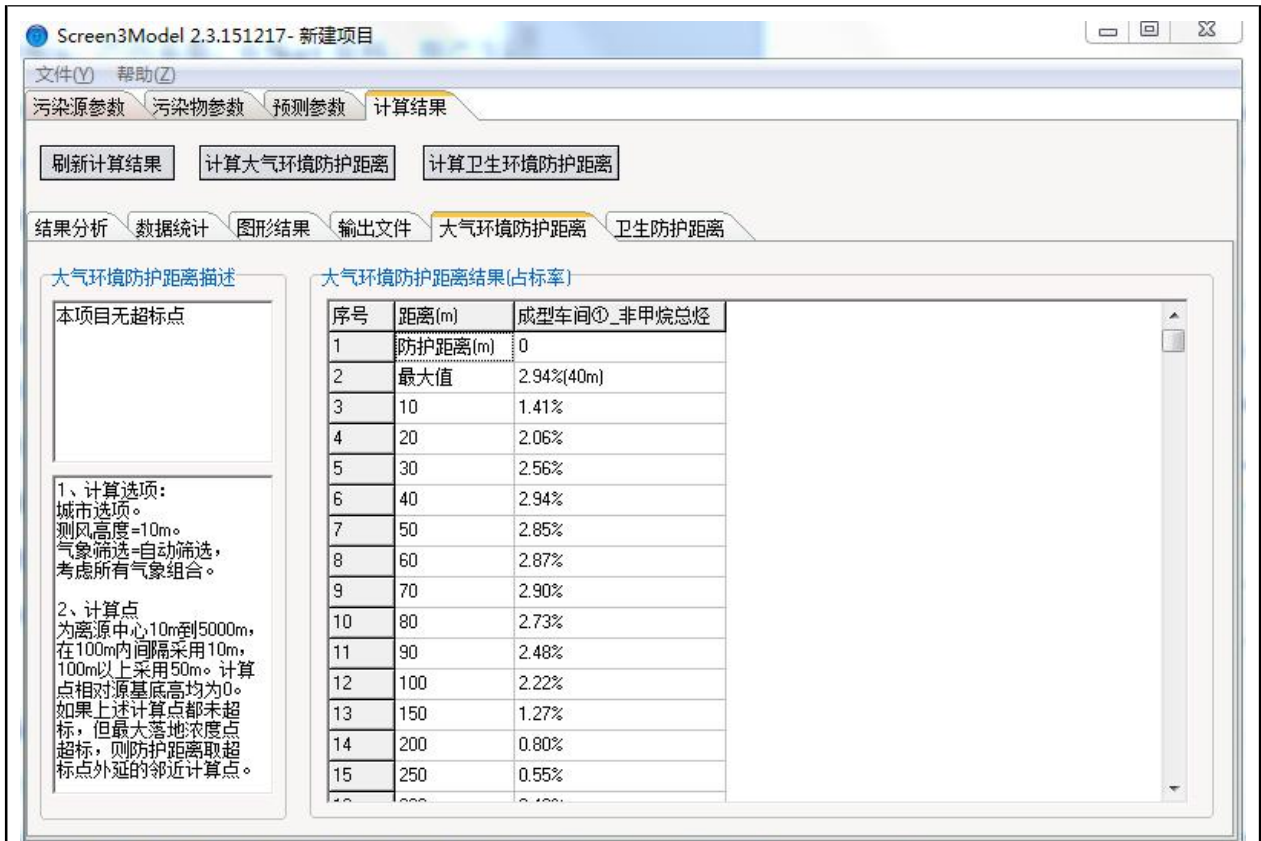 Screen3Model 2.3.151217- 新建项目
文件(Y) 帮助(Z)
污染源参数 污染物参数 预测参数 计算结果
刷新计算结果 计算大气环境防护距离 计算卫生环境防护距离
结果分析 数据统计 图形结果 输出文件 大气环境防护距离 卫生防护距离
大气环境防护距离描述
本项目无超标点
1、计算选项：
城市选项。
测风高度=10m。
气象筛选=自动筛选，
考虑所有气象组合。
2、计算点
为离源中心10m到5000m，
在100m内间隔采用10m，
100m以上采用50m。计算
点相对源基底高均为0。
如果上述计算点都未超
标，但最大落地浓度点
超标，则防护距离取超
标点外延的邻近计算点。
大气环境防护距离结果(占标率)
序号 距离(m) 成型车间①_非甲烷总烃
1 防护距离(m) 0
2 最大值 2.94%(40m)
3 10 1.41%
4 20 2.06%
5 30 2.56%
6 40 2.94%
7 50 2.85%
8 60 2.87%
9 70 2.90%
10 80 2.73%
11 90 2.48%
12 100 2.22%
13 150 1.27%
14 200 0.80%
15 250 0.55%